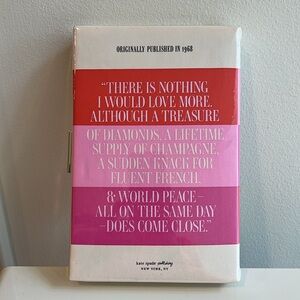 ORIGINALLY PUBLISHED IN 1968
“THERE IS NOTHING
I WOULD LOVE MORE.
ALTHOUGH A TREASURE
OF DIAMONDS, A LIFETIME
SUPPLY OF CHAMPAGNE,
A SUDDEN KNACK FOR
FLUENT FRENCH,
& WORLD PEACE–
ALL ON THE SAME DAY
–DOES COME CLOSE.”
kate spade
NEW YORK, NY